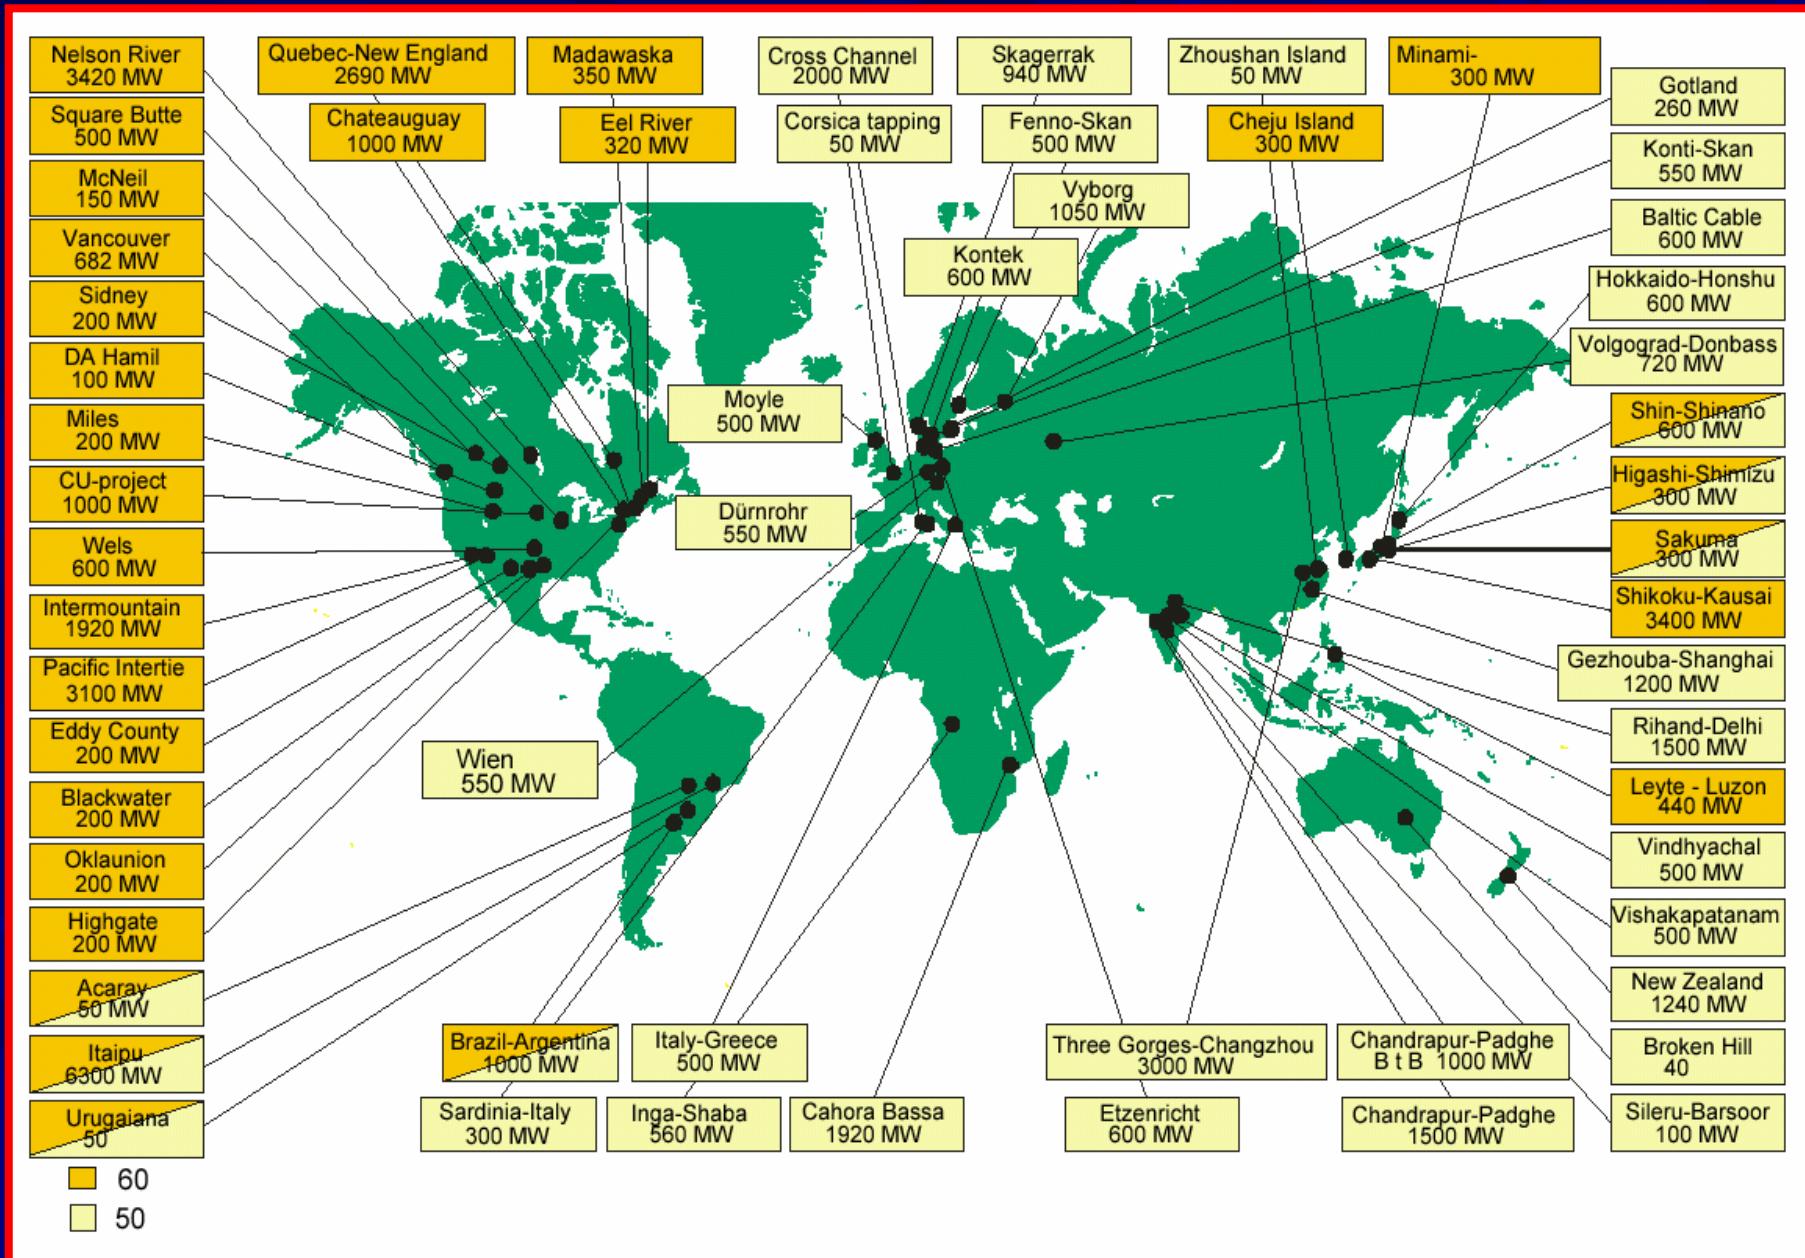 Nelson River
3420 MW
Square Butte
500 MW
McNeil
150 MW
Vancouver
682 MW
Sidney
200 MW
DA Hamil
100 MW
Miles
200 MW
CU-project
1000 MW
Wels
600 MW
Intermountain
1920 MW
Pacific Intertie
3100 MW
Eddy County
200 MW
Blackwater
200 MW
Oklaunion
200 MW
Highgate
200 MW
Acaray
50 MW
Itaipu
6300 MW
Urugaiana
50
60
50
Quebec-New England
2690 MW
Chateauguay
1000 MW
Madawaska
350 MW
Eel River
320 MW
Cross Channel
2000 MW
Corsica tapping
50 MW
Skagerrak
940 MW
Fenno-Skan
500 MW
Vyborg
1050 MW
Kontek
600 MW
Zhoushan Island
50 MW
Cheju Island
300 MW
Minami-
300 MW
Moyle
500 MW
Dürnrohr
550 MW
Wien
550 MW
Gotland
260 MW
Konti-Skan
550 MW
Baltic Cable
600 MW
Hokkaido-Honshu
600 MW
Volgograd-Donbass
720 MW
Shin-Shinano
600 MW
Higashi-Shimizu
300 MW
Sakuma
300 MW
Shikoku-Kausai
3400 MW
Gezhouba-Shanghai
1200 MW
Rihand-Delhi
1500 MW
Leyte - Luzon
440 MW
Vindhyachal
500 MW
Vishakapatanam
500 MW
New Zealand
1240 MW
Broken Hill
40
Sileru-Barsoor
100 MW
Brazil-Argentina
1000 MW
Sardinia-Italy
300 MW
Italy-Greece
500 MW
Inga-Shaba
560 MW
Cahora Bassa
1920 MW
Three Gorges-Changzhou
3000 MW
Etzenricht
600 MW
Chandrapur-Padghe
B t B 1000 MW
Chandrapur-Padghe
1500 MW